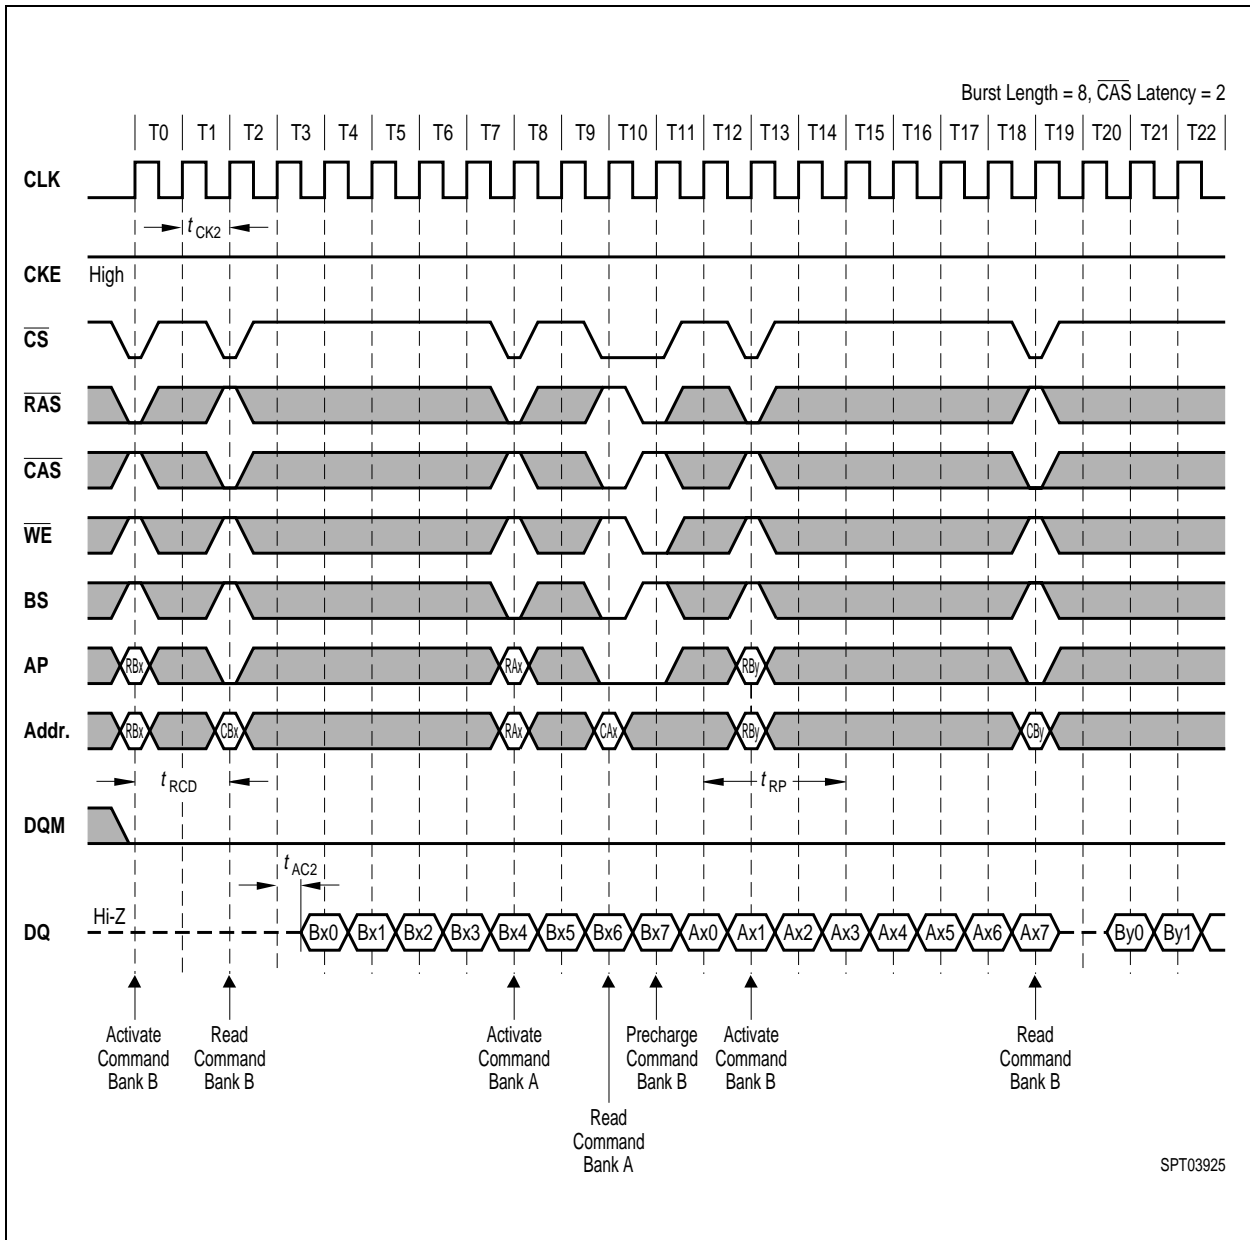 Burst Length = 8, CAS Latency = 2
T0 T1 T2 T3 T4 T5 T6 T7 T8 T9 T10 T11 T12 T13 T14 T15 T16 T17 T18 T19 T20 T21 T22
CLK
t CK2
CKE High
CS
RAS
CAS
WE
BS
AP RBx RAx RBy
Addr. RBx CBx RAx CAx RBy CBy
t RCD t RP
DQM
t AC2
DQ Hi-Z Bx0 Bx1 Bx2 Bx3 Bx4 Bx5 Bx6 Bx7 Ax0 Ax1 Ax2 Ax3 Ax4 Ax5 Ax6 Ax7 By0 By1
Activate
Command
Bank B
Read
Command
Bank B
Activate
Command
Bank A
Read
Command
Bank A
Precharge
Command
Bank B
Activate
Command
Bank B
Read
Command
Bank B
SPT03925